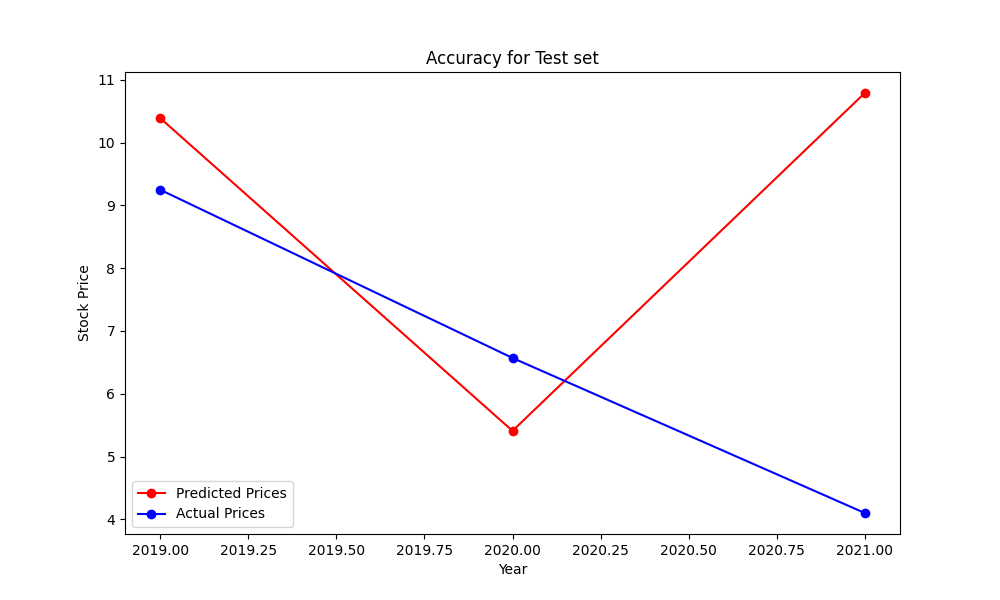 Accuracy for Test set
11
10
9
8
7
6
5
4
Stock Price
Predicted Prices
Actual Prices
2019.00 2019.25 2019.50 2019.75 2020.00 2020.25 2020.50 2020.75 2021.00
Year